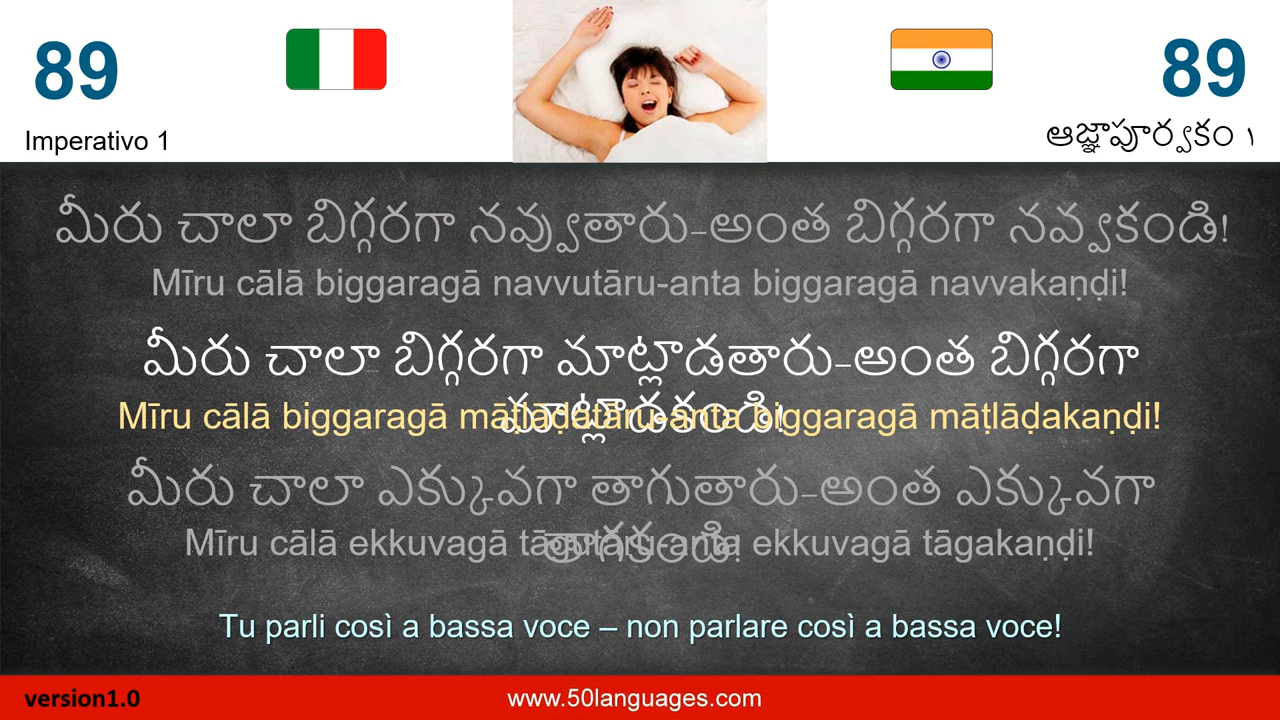 89 89
Imperativo 1 ఆజ్ఞాపూర్వకం ౧
మీరు చాలా బిగ్గరగా నవ్వుతారు-అంత బిగ్గరగా నవ్వకండి!
Mīru cālā biggaragā navvutāru-anta biggaragā navvakaṇḍi!
మీరు చాలా బిగ్గరగా మాట్లాడతారు-అంత బిగ్గరగా
మాట్లాడకండి!
Mīru cālā biggaragā māṭlāḍatāru-anta biggaragā māṭlāḍakaṇḍi!
మీరు చాలా ఎక్కువగా తాగుతారు-అంత ఎక్కువగా
తాగకండి!
Mīru cālā ekkuvagā tāgutāru-anta ekkuvagā tāgakaṇḍi!
Tu parli così a bassa voce – non parlare così a bassa voce!
version1.0 www.50languages.com